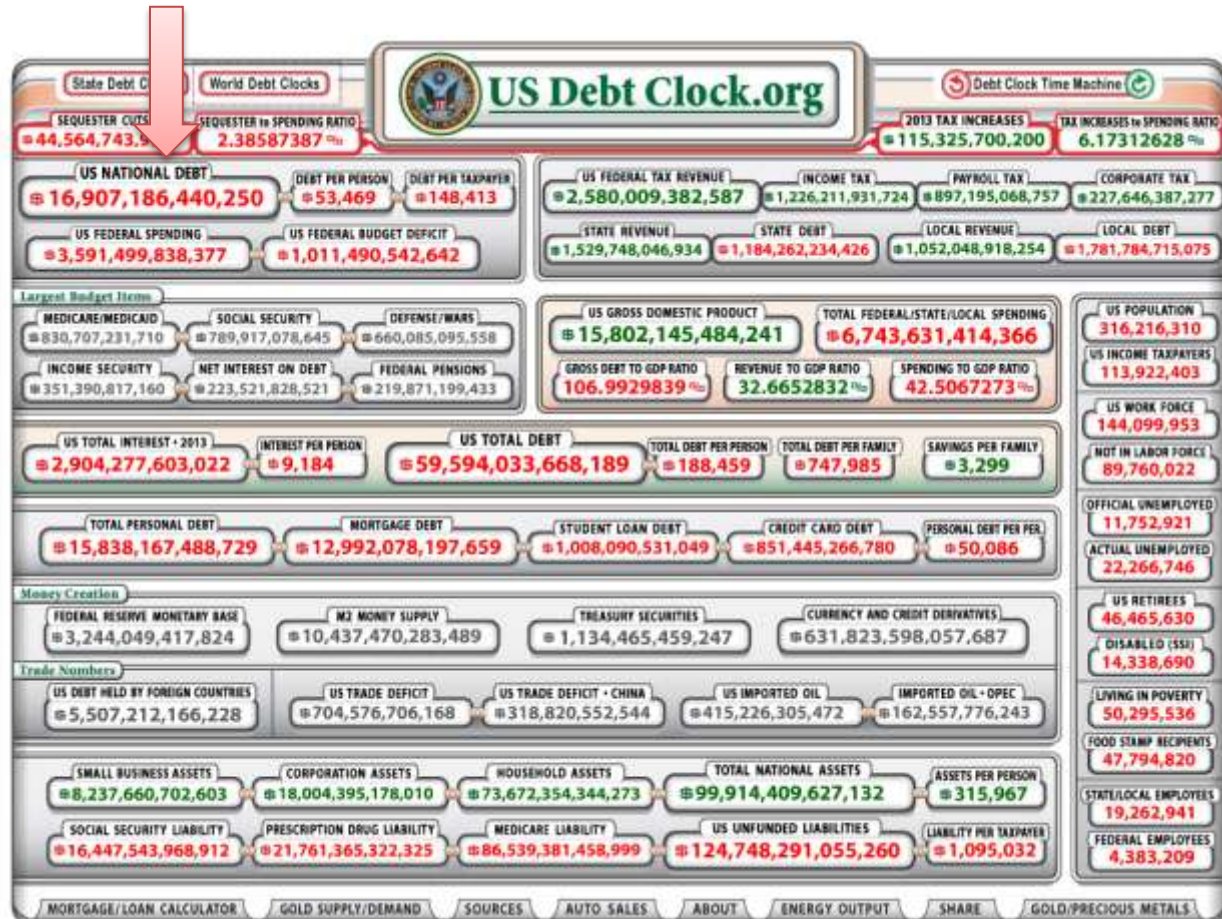 State Debt C
World Debt Clocks
US Debt Clock.org
Debt Clock Time Machine
SEQUESTER CUTS
SEQUESTER to SPENDING RATIO
2013 TAX INCREASES
TAX INCREASES to SPENDING RATIO
$44,564,743,9
2.38587387 %
$115,325,700,200
6.17312628 %
US NATIONAL DEBT
DEBT PER PERSON
DEBT PER TAXPAYER
$16,907,186,440,250
$53,469
$148,413
US FEDERAL SPENDING
US FEDERAL BUDGET DEFICIT
$3,591,499,838,377
$1,011,490,542,642
US FEDERAL TAX REVENUE
INCOME TAX
PAYROLL TAX
CORPORATE TAX
$2,580,009,382,587
$1,226,211,931,724
$897,195,068,757
$227,646,387,277
STATE REVENUE
STATE DEBT
LOCAL REVENUE
LOCAL DEBT
$1,529,748,046,934
$1,184,262,234,426
$1,052,048,918,254
$1,781,784,715,075
Largest Budget Items
MEDICARE/MEDICAID
SOCIAL SECURITY
DEFENSE/WARS
$830,707,231,710
$789,917,078,645
$660,085,095,558
INCOME SECURITY
NET INTEREST ON DEBT
FEDERAL PENSIONS
$351,390,817,160
$223,521,828,521
$219,871,199,433
US GROSS DOMESTIC PRODUCT
TOTAL FEDERAL/STATE/LOCAL SPENDING
$15,802,145,484,241
$6,743,631,414,366
GROSS DEBT TO GDP RATIO
REVENUE TO GDP RATIO
SPENDING TO GDP RATIO
106.9929839 %
32.6652832 %
42.5067273 %
US TOTAL INTEREST • 2013
INTEREST PER PERSON
US TOTAL DEBT
TOTAL DEBT PER PERSON
TOTAL DEBT PER FAMILY
SAVINGS PER FAMILY
$2,904,277,603,022
$9,184
$59,594,033,668,189
$188,459
$747,985
$3,299
TOTAL PERSONAL DEBT
MORTGAGE DEBT
STUDENT LOAN DEBT
CREDIT CARD DEBT
PERSONAL DEBT PER PER.
$15,838,167,488,729
$12,992,078,197,659
$1,008,090,531,049
$851,445,266,780
$50,086
Money Creation
FEDERAL RESERVE MONETARY BASE
M2 MONEY SUPPLY
TREASURY SECURITIES
CURRENCY AND CREDIT DERIVATIVES
$3,244,049,417,824
$10,437,470,283,489
$1,134,465,459,247
$631,823,598,057,687
Trade Numbers
US DEBT HELD BY FOREIGN COUNTRIES
US TRADE DEFICIT
US TRADE DEFICIT • CHINA
US IMPORTED OIL
IMPORTED OIL • OPEC
$5,507,212,166,228
$704,576,706,168
$318,820,552,544
$415,226,305,472
$162,557,776,243
SMALL BUSINESS ASSETS
CORPORATION ASSETS
HOUSEHOLD ASSETS
TOTAL NATIONAL ASSETS
ASSETS PER PERSON
$8,237,660,702,603
$18,004,395,178,010
$73,672,354,344,273
$99,914,409,627,132
$315,967
SOCIAL SECURITY LIABILITY
PRESCRIPTION DRUG LIABILITY
MEDICARE LIABILITY
US UNFUNDED LIABILITIES
LIABILITY PER TAXPAYER
$16,447,543,968,912
$21,761,365,322,325
$86,539,381,458,999
$124,748,291,055,260
$1,095,032
US POPULATION
316,216,310
US INCOME TAXPAYERS
113,922,403
US WORK FORCE
144,099,953
NOT IN LABOR FORCE
89,760,022
OFFICIAL UNEMPLOYED
11,752,921
ACTUAL UNEMPLOYED
22,266,746
US RETIREES
46,465,630
DISABLED (SSI)
14,338,690
LIVING IN POVERTY
50,295,536
FOOD STAMP RECIPIENTS
47,794,820
STATE/LOCAL EMPLOYEES
19,262,941
FEDERAL EMPLOYEES
4,383,209
MORTGAGE/LOAN CALCULATOR
GOLD SUPPLY/DEMAND
SOURCES
AUTO SALES
ABOUT
ENERGY OUTPUT
SHARE
GOLD/PRECIOUS METALS